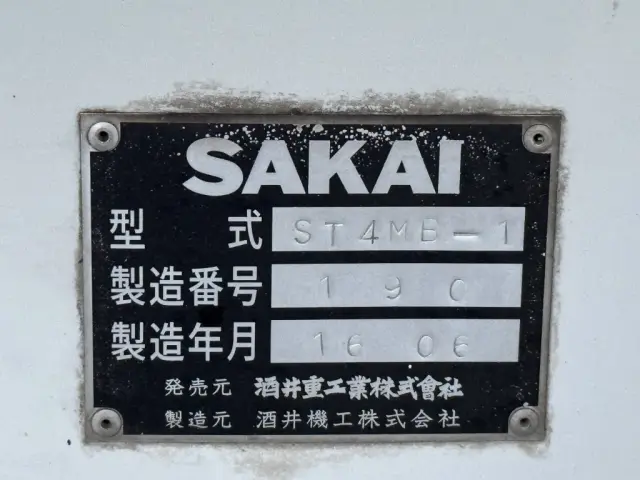 SAKAI
型式 ST4MB-1
製造番号 190
製造年月 16 06
発売元 酒井重工業株式會社
製造元 酒井機工株式会社